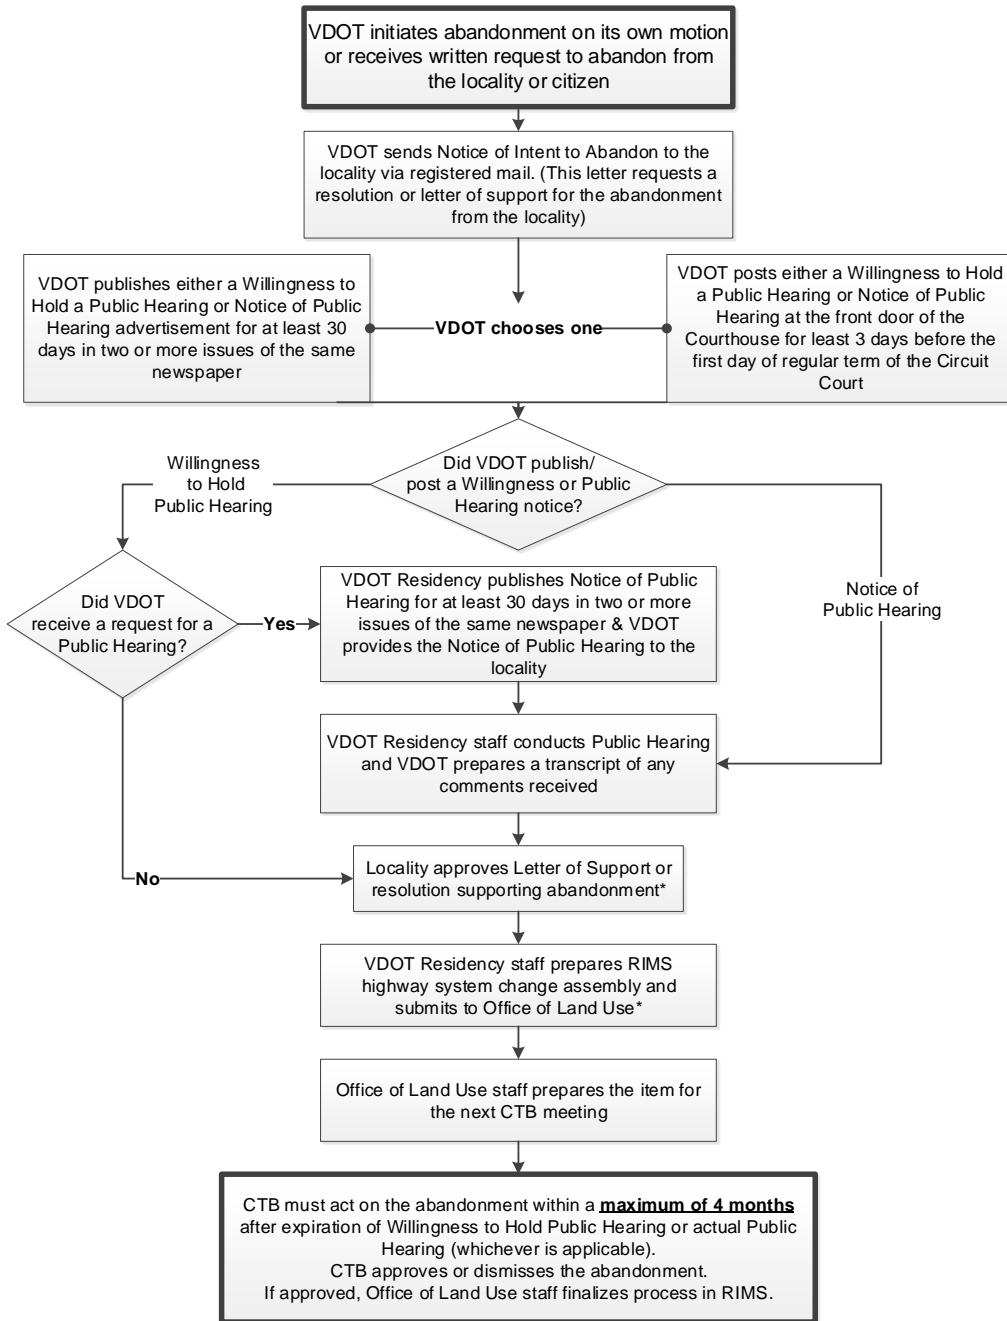 VDOT initiates abandonment on its own motion
or receives written request to abandon from
the locality or citizen
VDOT sends Notice of Intent to Abandon to the
locality via registered mail. (This letter requests a
resolution or letter of support for the abandonment
from the locality)
VDOT publishes either a Willingness to
Hold a Public Hearing or Notice of Public
Hearing advertisement for at least 30
days in two or more issues of the same
newspaper
VDOT chooses one
VDOT posts either a Willingness to Hold
a Public Hearing or Notice of Public
Hearing at the front door of the
Courthouse for least 3 days before the
first day of regular term of the Circuit
Court
Did VDOT publish/
post a Willingness or Public
Hearing notice?
Willingness
to Hold
Public Hearing
Notice of
Public Hearing
Did VDOT
receive a request for a
Public Hearing?
Yes
VDOT Residency publishes Notice of Public
Hearing for at least 30 days in two or more
issues of the same newspaper & VDOT
provides the Notice of Public Hearing to the
locality
VDOT Residency staff conducts Public Hearing
and VDOT prepares a transcript of any
comments received
No
Locality approves Letter of Support or
resolution supporting abandonment*
VDOT Residency staff prepares RIMS
highway system change assembly and
submits to Office of Land Use*
Office of Land Use staff prepares the item for
the next CTB meeting
CTB must act on the abandonment within a maximum of 4 months
after expiration of Willingness to Hold Public Hearing or actual Public
Hearing (whichever is applicable).
CTB approves or dismisses the abandonment.
If approved, Office of Land Use staff finalizes process in RIMS.